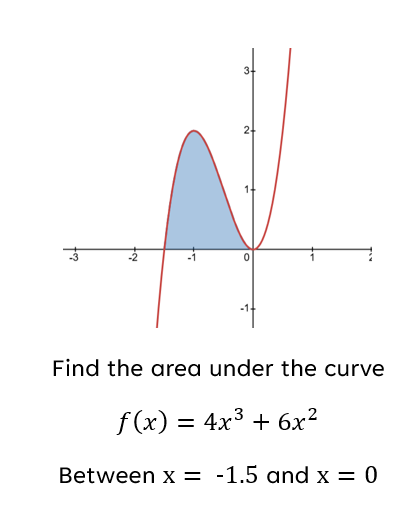 3
2
1
-3 -2 -1 0 1 2
-1
Find the area under the curve
f(x) = 4x³ + 6x²
Between x = -1.5 and x = 0